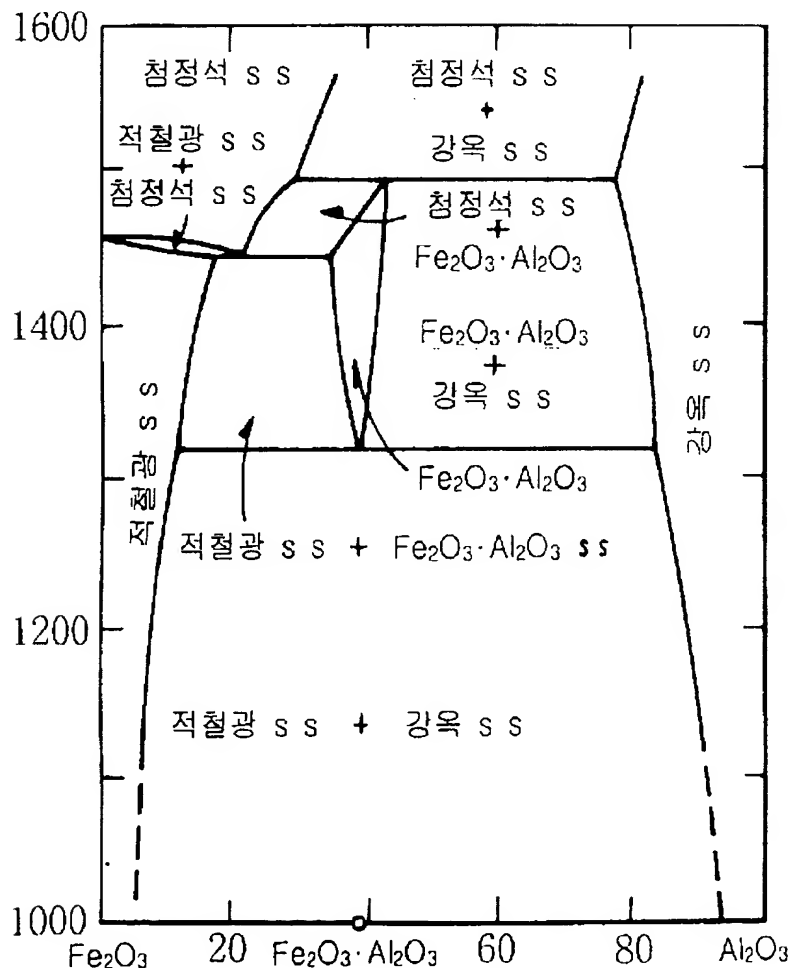 1600
첨정석 s s
첨정석 s s
+
강옥 s s
적철광 s s
+
첨정석 s s
첨정석 s s
+
Fe₂O₃·Al₂O₃
1400
Fe₂O₃·Al₂O₃
+
강옥 s s
적철광 s s
강옥 s s
Fe₂O₃·Al₂O₃
적철광 s s + Fe₂O₃·Al₂O₃ ss
1200
적철광 s s + 강옥 s s
1000
Fe₂O₃ 20 Fe₂O₃·Al₂O₃ 60 80 Al₂O₃